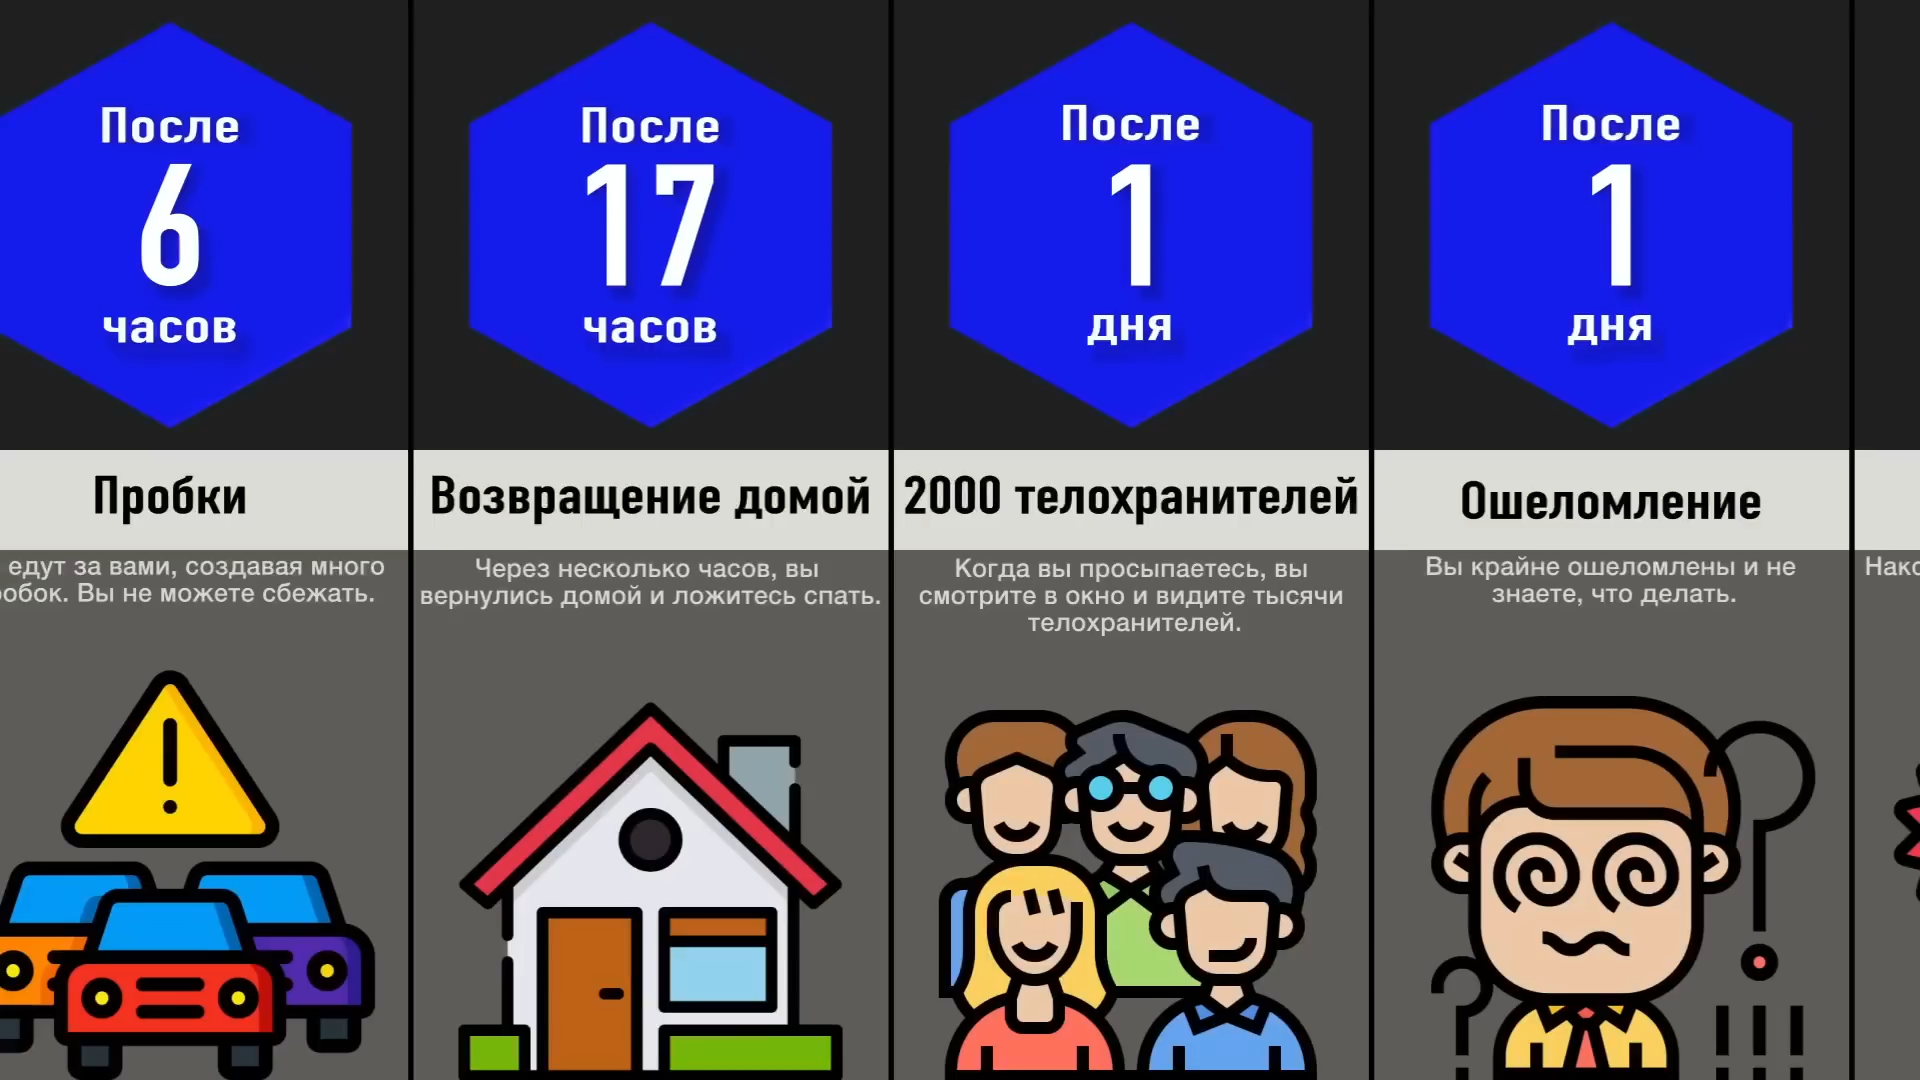 После
6
часов
Пробки
едут за вами, создавая много
робок. Вы не можете сбежать.
После
17
часов
Возвращение домой
Через несколько часов, вы
вернулись домой и ложитесь спать.
После
1
дня
2000 телохранителей
Когда вы просыпаетесь, вы
смотрите в окно и видите тысячи
телохранителей.
После
1
дня
Ошеломление
Вы крайне ошеломлены и не
знаете, что делать.